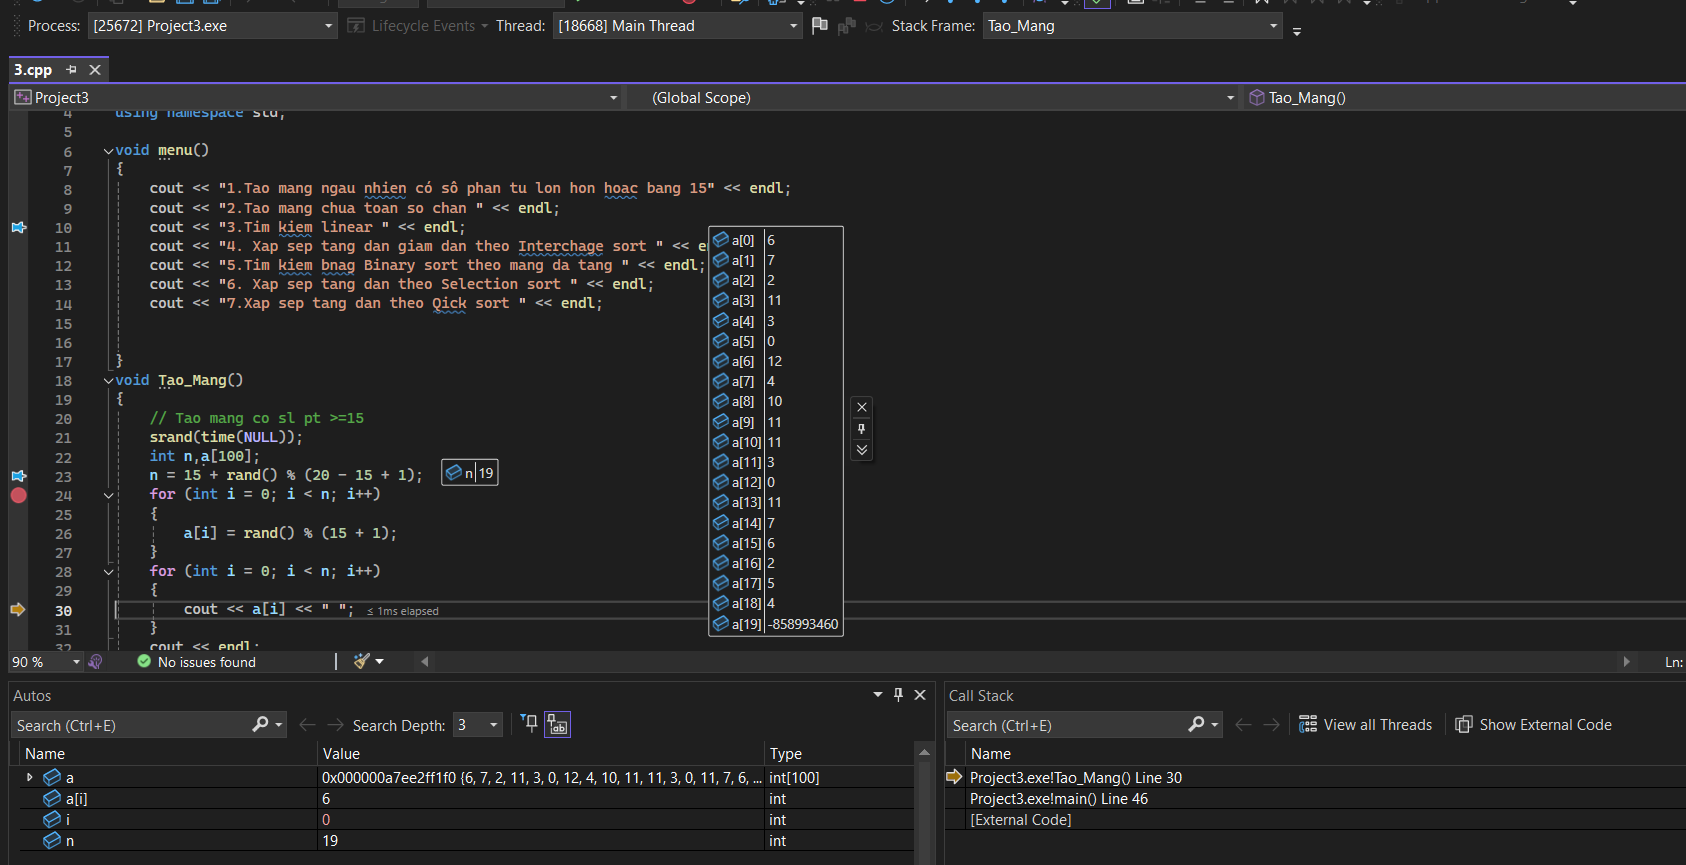 Process: [25672] Project3.exe Lifecycle Events Thread: [18668] Main Thread Stack Frame: Tao_Mang
3.cpp
Project3 (Global Scope) Tao_Mang()
4 using namespace std;
5
6 void menu()
7 {
8 cout << "1.Tao mang ngau nhien có sô phan tu lon hon hoac bang 15" << endl;
9 cout << "2.Tao mang chua toan so chan " << endl;
10 cout << "3.Tim kiem linear " << endl;
11 cout << "4. Xap sep tang dan giam dan theo Interchage sort " << e
12 cout << "5.Tim kiem bnag Binary sort theo mang da tang " << endl;
13 cout << "6. Xap sep tang dan theo Selection sort " << endl;
14 cout << "7.Xap sep tang dan theo Qick sort " << endl;
15
16
17 }
18 void Tao_Mang()
19 {
20 // Tao mang co sl pt >=15
21 srand(time(NULL));
22 int n,a[100];
23 n = 15 + rand() % (20 - 15 + 1);
24 for (int i = 0; i < n; i++)
25 {
26 a[i] = rand() % (15 + 1);
27 }
28 for (int i = 0; i < n; i++)
29 {
30 cout << a[i] << " "; ≤ 1ms elapsed
31 }
32 cout << endl;
n 19
a[0] 6
a[1] 7
a[2] 2
a[3] 11
a[4] 3
a[5] 0
a[6] 12
a[7] 4
a[8] 10
a[9] 11
a[10] 11
a[11] 3
a[12] 0
a[13] 11
a[14] 7
a[15] 6
a[16] 2
a[17] 5
a[18] 4
a[19] -858993460
90 % No issues found Ln:
Autos
Search (Ctrl+E) Search Depth: 3
Name Value Type
a 0x000000a7ee2ff1f0 {6, 7, 2, 11, 3, 0, 12, 4, 10, 11, 11, 3, 0, 11, 7, 6, ... int[100]
a[i] 6 int
i 0 int
n 19 int
Call Stack
Search (Ctrl+E) View all Threads Show External Code
Name
Project3.exe!Tao_Mang() Line 30
Project3.exe!main() Line 46
[External Code]